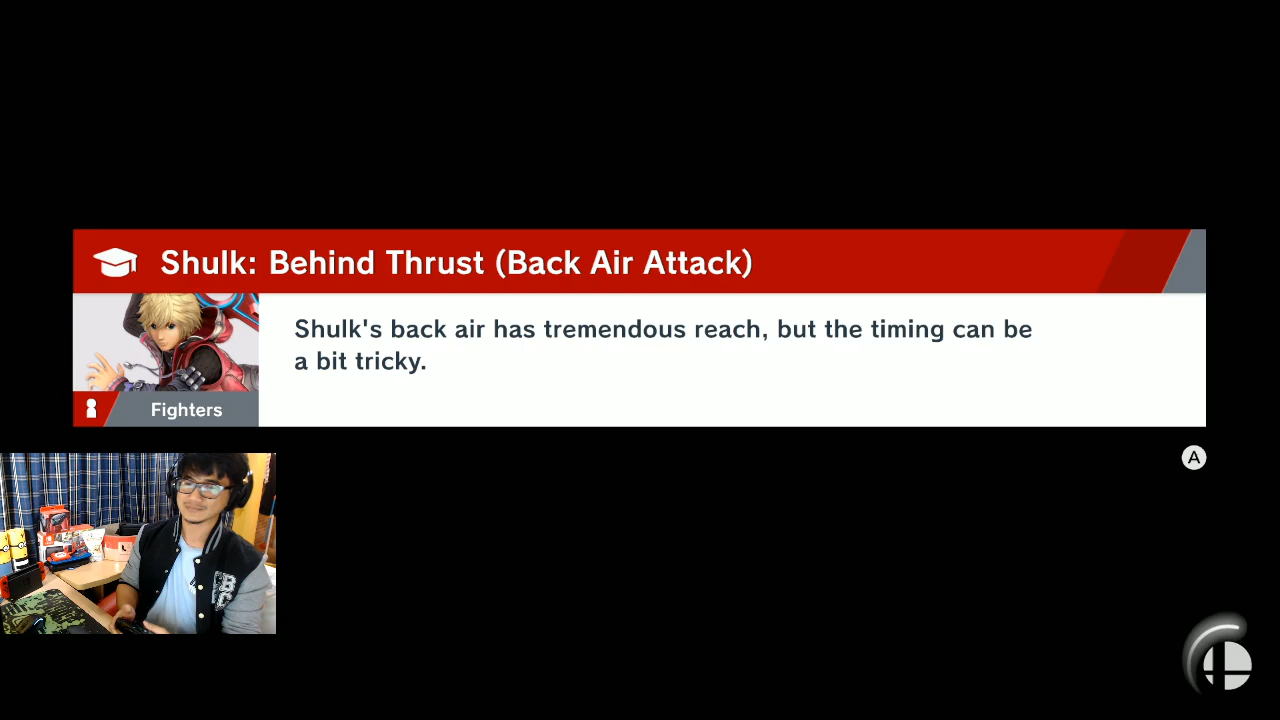 Shulk: Behind Thrust (Back Air Attack)
Shulk's back air has tremendous reach, but the timing can be
a bit tricky.
Fighters
A
BC